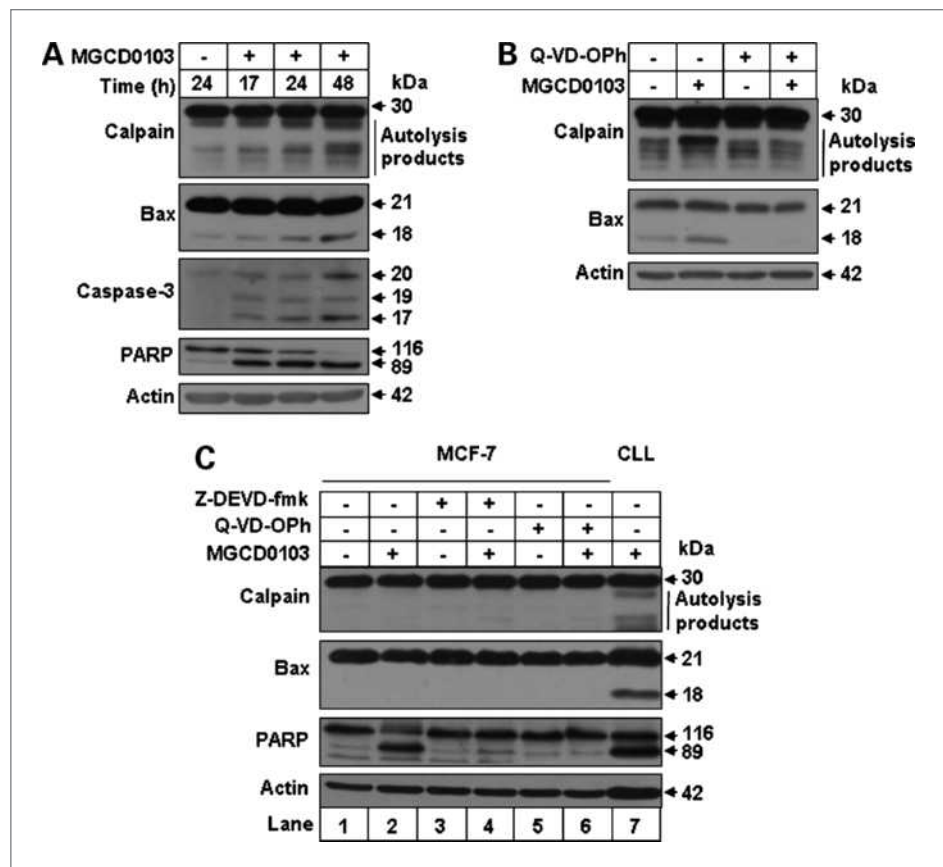 A
MGCD0103 - + + +
Time (h) 24 17 24 48 kDa
Calpain 30
Autolysis
products
Bax 21
18
Caspase-3 20
19
17
PARP 116
89
Actin 42
B
Q-VD-OPh - - + +
MGCD0103 - + - + kDa
Calpain 30
Autolysis
products
Bax 21
18
Actin 42
C
MCF-7 CLL
Z-DEVD-fmk - - + + - - -
Q-VD-OPh - - - - + + -
MGCD0103 - + - + - + + kDa
Calpain 30
Autolysis
products
Bax 21
18
PARP 116
89
Actin 42
Lane 1 2 3 4 5 6 7